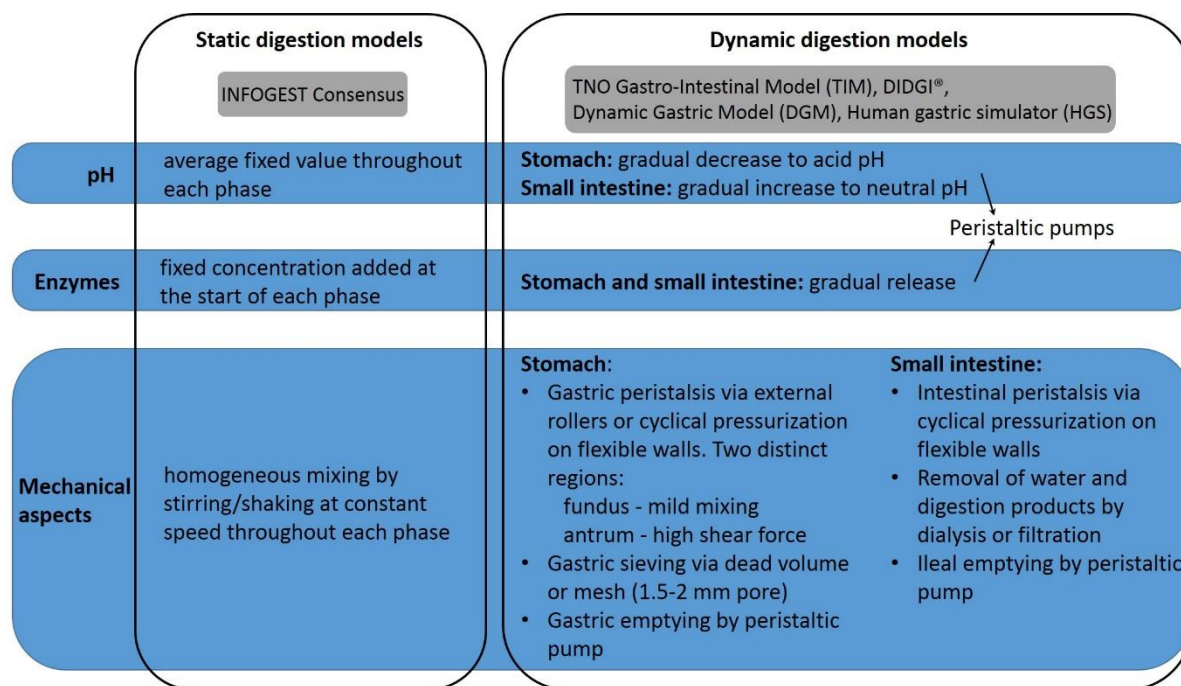 Static digestion models
Dynamic digestion models
INFOGEST Consensus
TNO Gastro-Intestinal Model (TIM), DIDGI®,
Dynamic Gastric Model (DGM), Human gastric simulator (HGS)
pH
average fixed value throughout
each phase
Stomach: gradual decrease to acid pH
Small intestine: gradual increase to neutral pH
Peristaltic pumps
Enzymes
fixed concentration added at
the start of each phase
Stomach and small intestine: gradual release
Mechanical
aspects
homogeneous mixing by
stirring/shaking at constant
speed throughout each phase
Stomach:
• Gastric peristalsis via external
rollers or cyclical pressurization
on flexible walls. Two distinct
regions:
fundus - mild mixing
antrum - high shear force
• Gastric sieving via dead volume
or mesh (1.5-2 mm pore)
• Gastric emptying by peristaltic
pump
Small intestine:
• Intestinal peristalsis via
cyclical pressurization on
flexible walls
• Removal of water and
digestion products by
dialysis or filtration
• Ileal emptying by peristaltic
pump